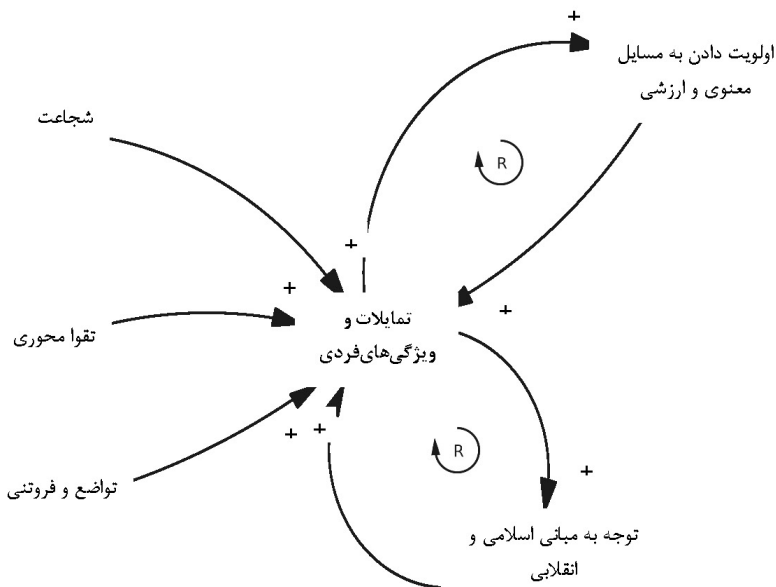 +
اولویت دادن به مسایل
معنوی و ارزشی
شجاعت
R
+
+
+
تمایلات و
ویژگی‌های‌فردی
تقوا محوری
+ +
R
+
تواضع و فروتنی
توجه به مبانی اسلامی و
انقلابی